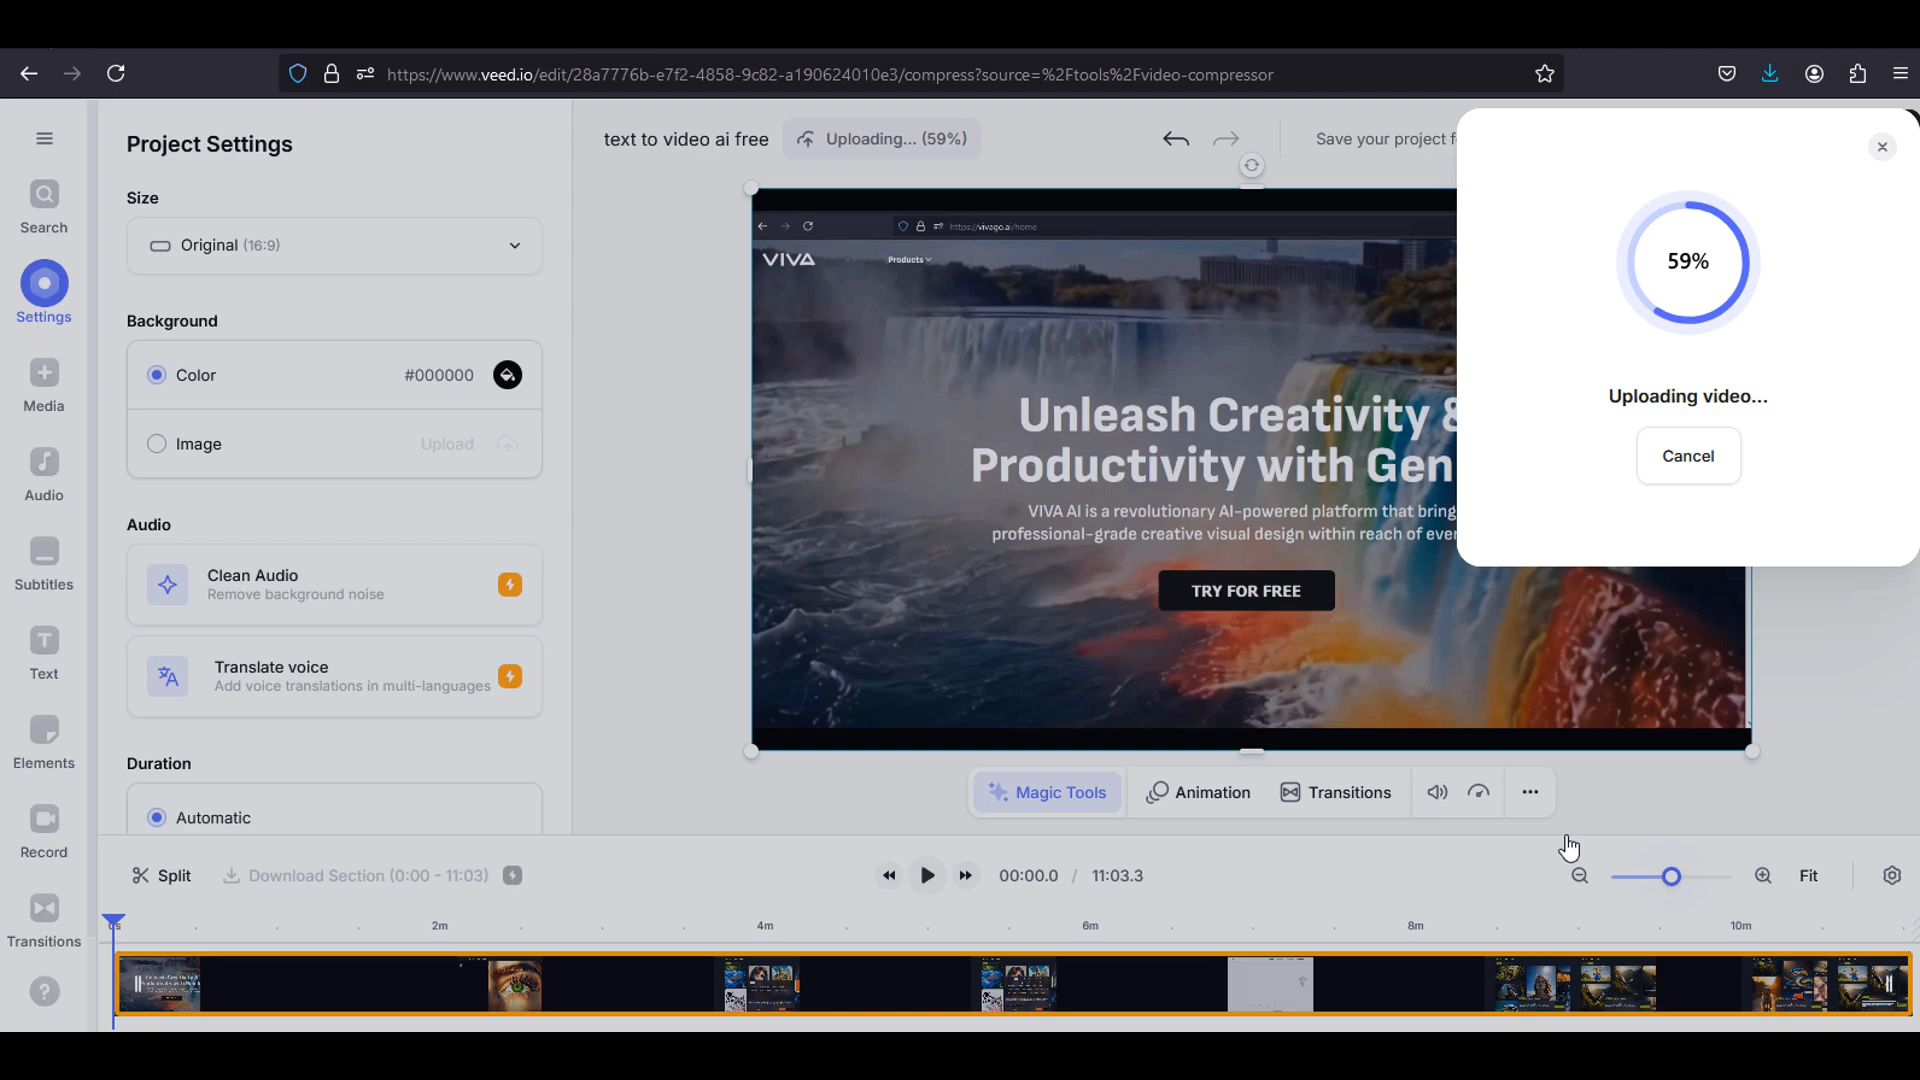 https://www.veed.io/edit/28a7776b-e7f2-4858-9c82-a190624010e3/compress?source=%2Ftools%2Fvideo-compressor
Search
Settings
Media
Audio
Subtitles
Text
Elements
Record
Transitions
?
Project Settings
Size
Original (16:9)
Background
Color #000000
Image Upload
Audio
Clean Audio
Remove background noise
Translate voice
Add voice translations in multi-languages
Duration
Automatic
text to video ai free
Uploading... (59%)
Save your project f
https://vivago.ai/home
VIVA
Products
Unleash Creativity &
Productivity with Gen
VIVA AI is a revolutionary AI-powered platform that bring
professional-grade creative visual design within reach of ever
TRY FOR FREE
59%
Uploading video...
Cancel
Magic Tools
Animation
Transitions
Split
Download Section (0:00 - 11:03)
00:00.0 / 11:03.3
Fit
2m 4m 6m 8m 10m